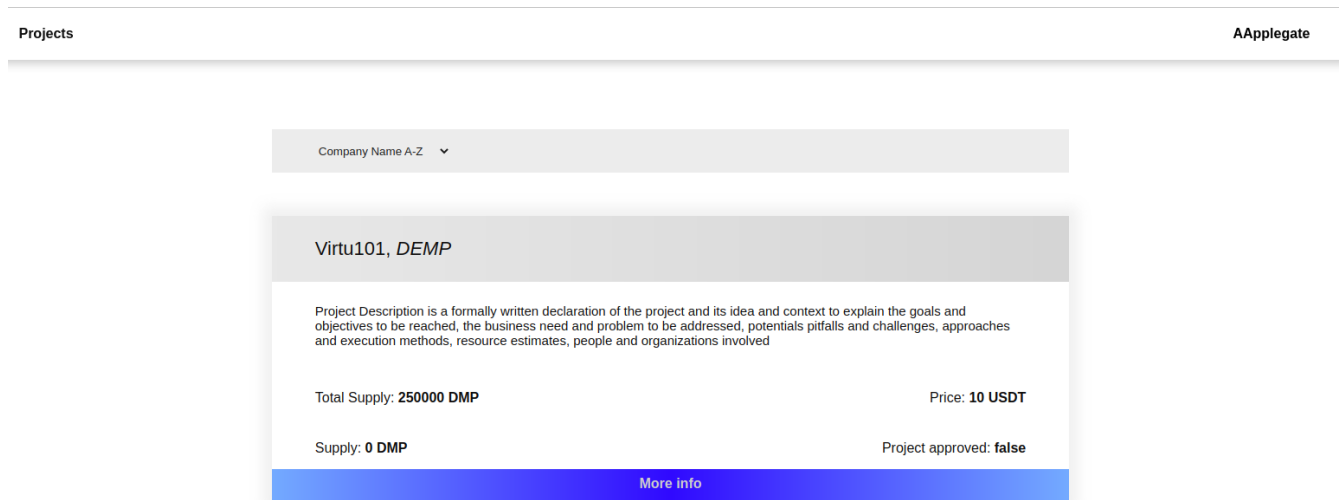 Projects
AApplegate
Company Name A-Z
Virtu101, DEMP
Project Description is a formally written declaration of the project and its idea and context to explain the goals and
objectives to be reached, the business need and problem to be addressed, potentials pitfalls and challenges, approaches
and execution methods, resource estimates, people and organizations involved
Total Supply: 250000 DMP
Price: 10 USDT
Supply: 0 DMP
Project approved: false
More info